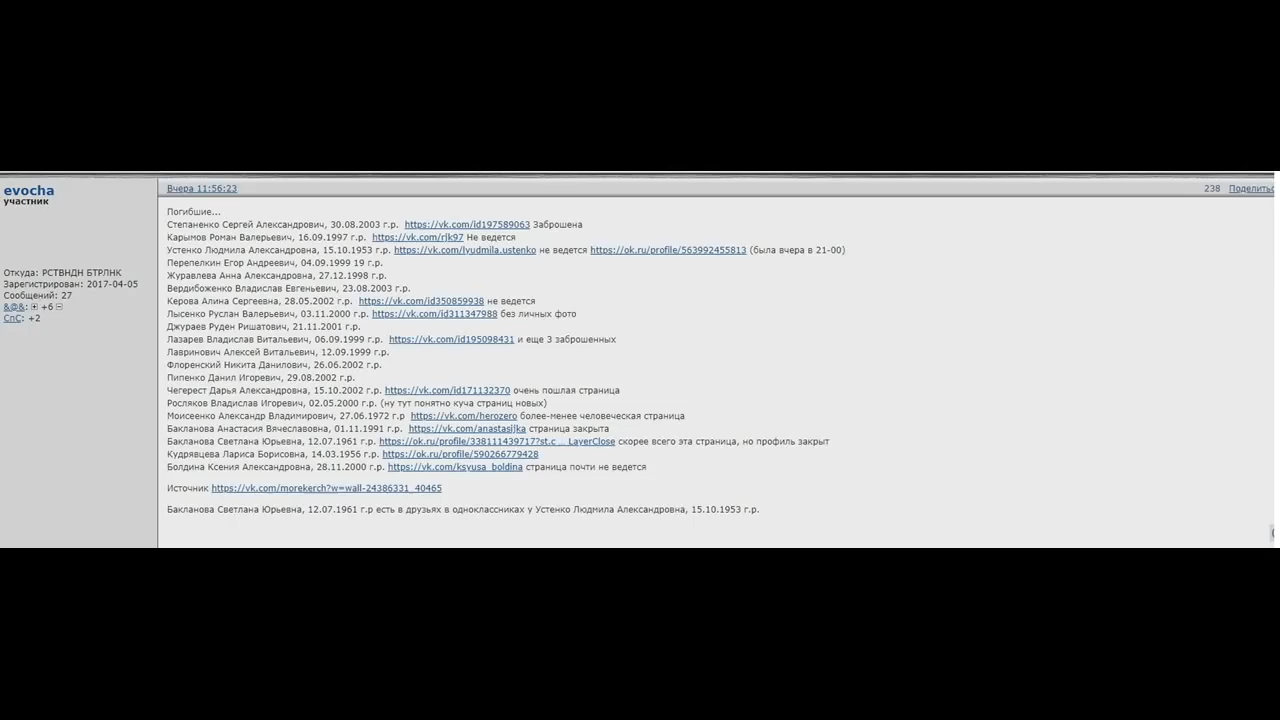 evocha
участник
Откуда: РСТВНДН БТРЛНК
Зарегистрирован: 2017-04-05
Сообщений: 27
&@&: +6
СпС: +2
Вчера 11:56:23
238 Поделитьс
Погибшие...
Степаненко Сергей Александрович, 30.08.2003 г.р. https://vk.com/id197589063 Заброшена
Карымов Роман Валерьевич, 16.09.1997 г.р. https://vk.com/rlk97 Не ведется
Устенко Людмила Александровна, 15.10.1953 г.р. https://vk.com/lyudmila.ustenko не ведется https://ok.ru/profile/563992455813 (была вчера в 21-00)
Перепелкин Егор Андреевич, 04.09.1999 19 г.р.
Журавлева Анна Александровна, 27.12.1998 г.р.
Вердибоженко Владислав Евгеньевич, 23.08.2003 г.р.
Керова Алина Сергеевна, 28.05.2002 г.р. https://vk.com/id350859938 не ведется
Лысенко Руслан Валерьевич, 03.11.2000 г.р. https://vk.com/id311347988 без личных фото
Джураев Руден Ришатович, 21.11.2001 г.р.
Лазарев Владислав Витальевич, 06.09.1999 г.р. https://vk.com/id195098431 и еще 3 заброшенных
Лавринович Алексей Витальевич, 12.09.1999 г.р.
Флоренский Никита Данилович, 26.06.2002 г.р.
Пипенко Данил Игоревич, 29.08.2002 г.р.
Чегерест Дарья Александровна, 15.10.2002 г.р. https://vk.com/id171132370 очень пошлая страница
Росляков Владислав Игоревич, 02.05.2000 г.р. (ну тут понятно куча страниц новых)
Моисеенко Александр Владимирович, 27.06.1972 г.р https://vk.com/herozero более-менее человеческая страница
Бакланова Анастасия Вячеславовна, 01.11.1991 г.р. https://vk.com/anastasijka страница закрыта
Бакланова Светлана Юрьевна, 12.07.1961 г.р. https://ok.ru/profile/338111439717?st.c ... LayerClose скорее всего эта страница, но профиль закрыт
Кудрявцева Лариса Борисовна, 14.03.1956 г.р. https://ok.ru/profile/590266779428
Болдина Ксения Александровна, 28.11.2000 г.р. https://vk.com/ksyusa_boldina страница почти не ведется
Источник https://vk.com/morekerch?w=wall-24386331_40465
Бакланова Светлана Юрьевна, 12.07.1961 г.р есть в друзьях в одноклассниках у Устенко Людмила Александровна, 15.10.1953 г.р.